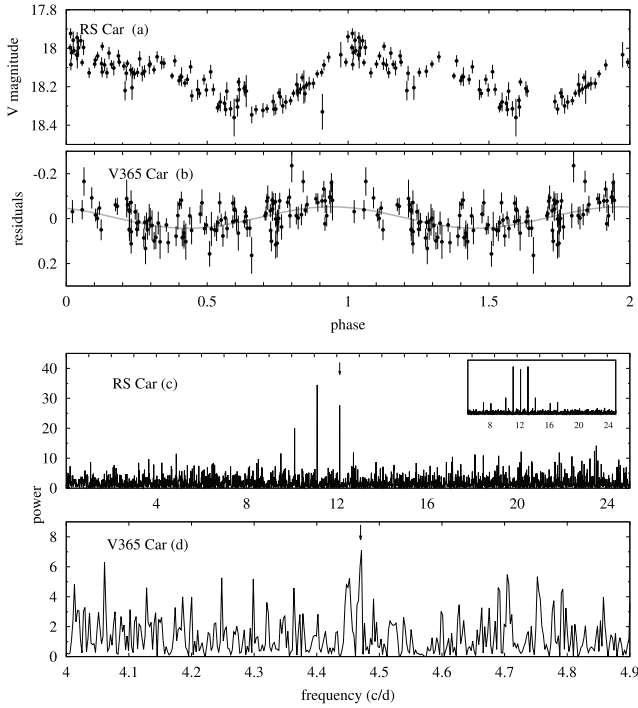 RS Car (a)
17.8
18
18.2
18.4
V magnitude
V365 Car (b)
-0.2
0
0.2
residuals
0 0.5 1 1.5 2
phase
RS Car (c)
40
30
20
10
0
8 12 16 20 24
4 8 12 16 20 24
power
V365 Car (d)
8
6
4
2
0
4 4.1 4.2 4.3 4.4 4.5 4.6 4.7 4.8 4.9
frequency (c/d)